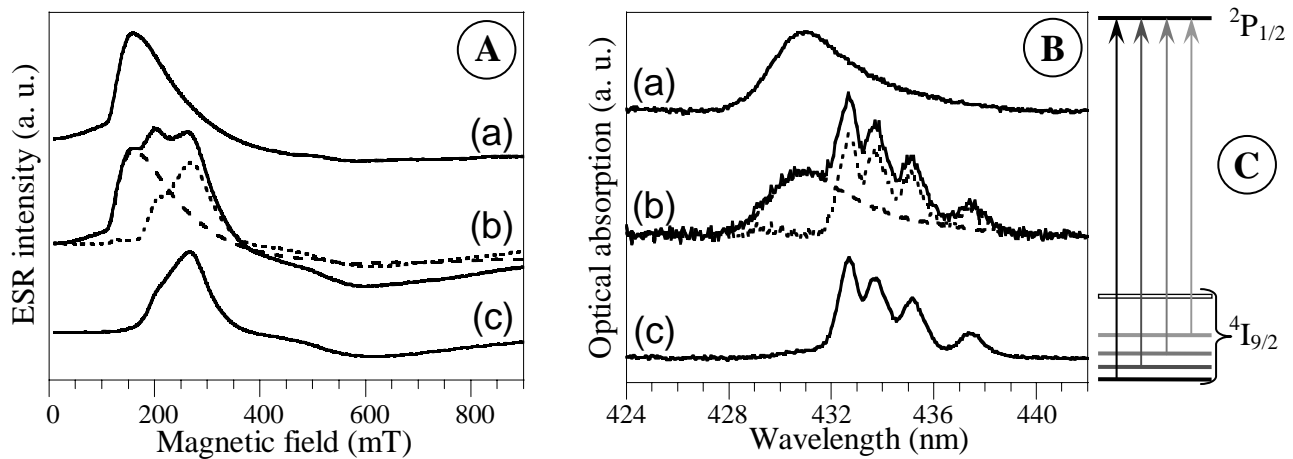 ESR intensity (a. u.)
A
(a)
(b)
(c)
0 200 400 600 800
Magnetic field (mT)
Optical absorption (a. u.)
B
(a)
(b)
(c)
424 428 432 436 440
Wavelength (nm)
²P₁/₂
C
⁴I₉/₂